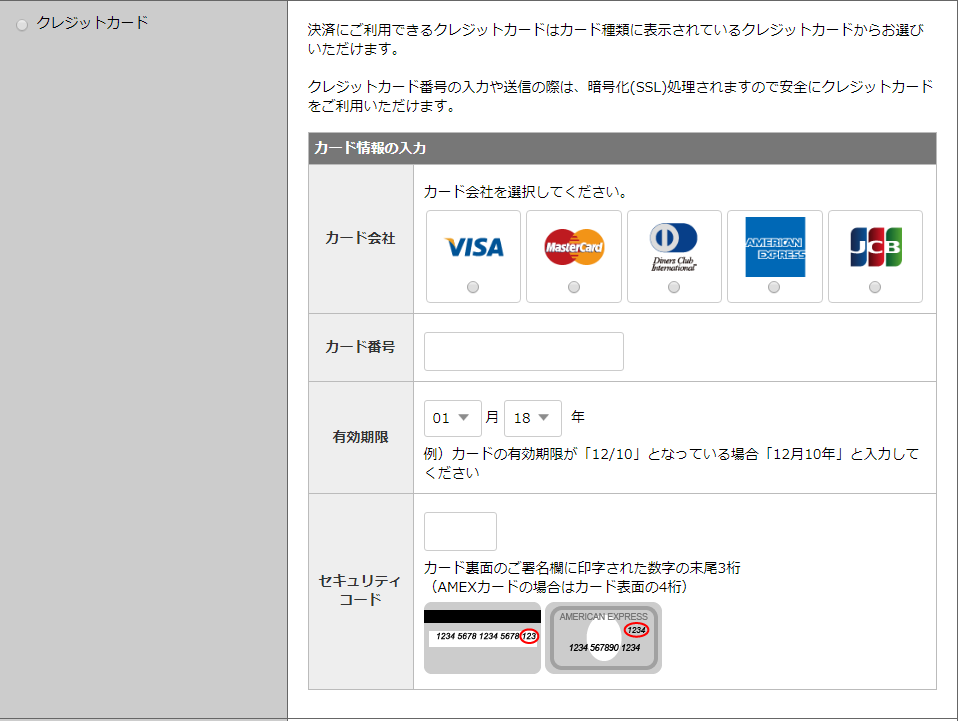 クレジットカード
決済にご利用できるクレジットカードはカード種類に表示されているクレジットカードからお選び
いただけます。
クレジットカード番号の入力や送信の際は、暗号化(SSL)処理されますので安全にクレジットカード
をご利用いただけます。
カード情報の入力
カード会社
カード会社を選択してください。
VISA
MasterCard
Diners Club
International
AMERICAN
EXPRESS
JCB
カード番号
有効期限
01 月 18 年
例）カードの有効期限が「12/10」となっている場合「12月10年」と入力して
ください
セキュリティ
コード
カード裏面のご署名欄に印字された数字の末尾3桁
（AMEXカードの場合はカード表面の4桁）
1234 5678 1234 5678 123
AMERICAN EXPRESS
1234
1234 567890 1234